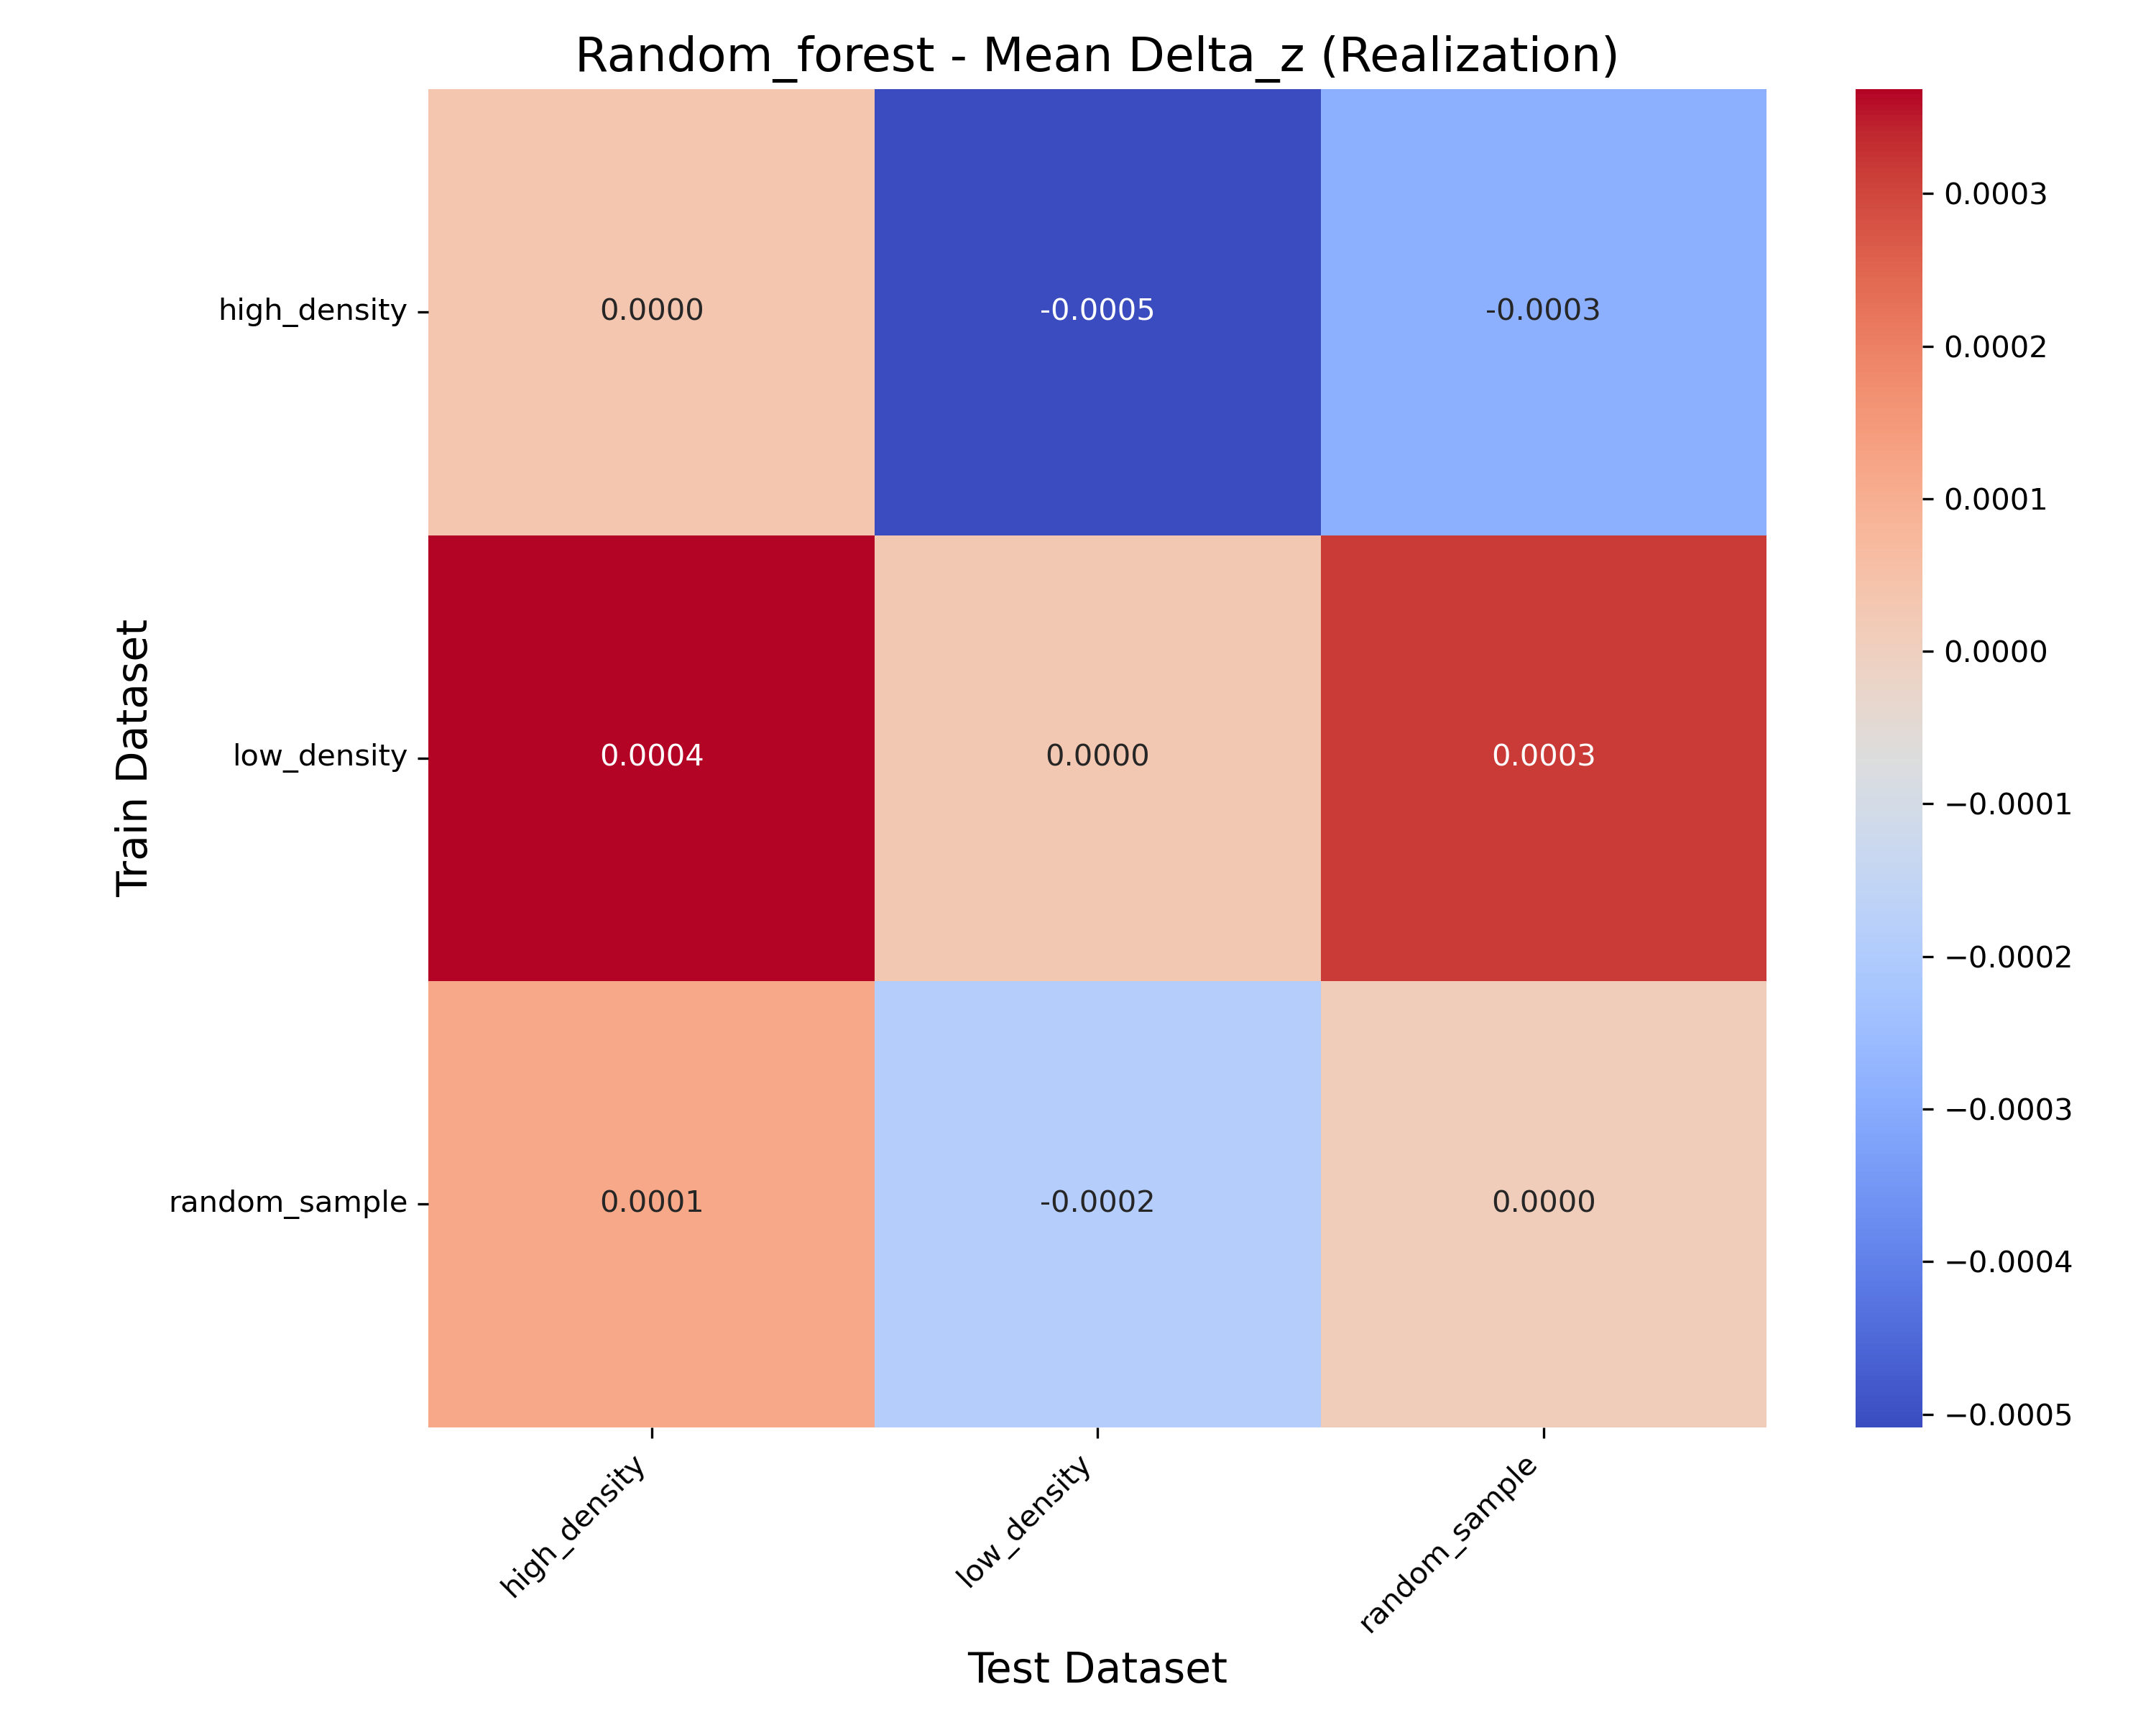 Random_forest - Mean Delta_z (Realization)
Train Dataset
high_density
0.0000
-0.0005
-0.0003
low_density
0.0004
0.0000
0.0003
random_sample
0.0001
-0.0002
0.0000
high_density
low_density
random_sample
Test Dataset
0.0003
0.0002
0.0001
0.0000
−0.0001
−0.0002
−0.0003
−0.0004
−0.0005